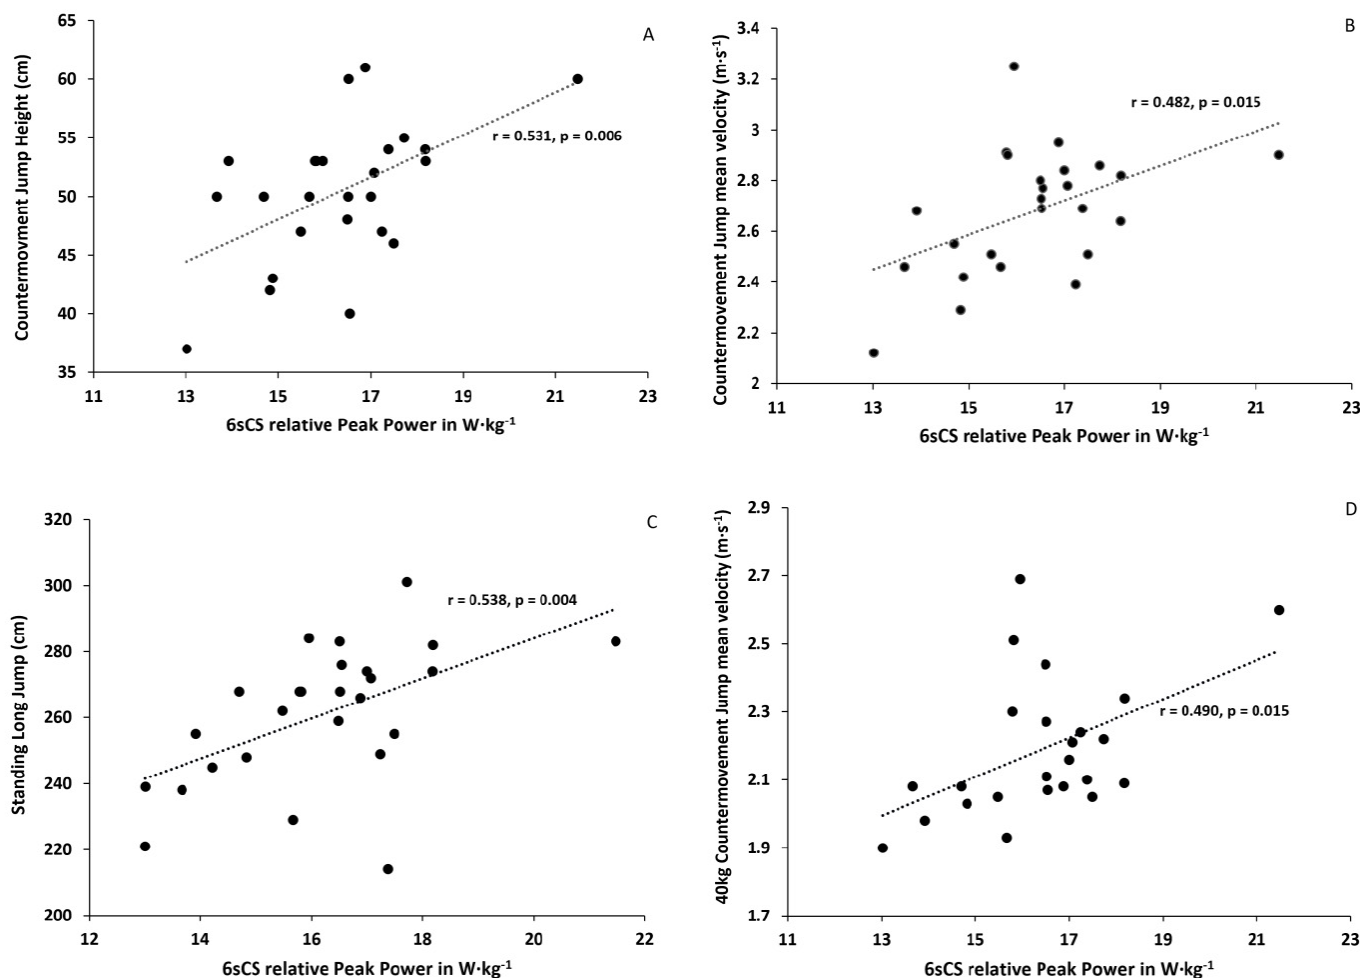 A
Countermovment Jump Height (cm)
65
60
55
50
45
40
35
r = 0.531, p = 0.006
11 13 15 17 19 21 23
6sCS relative Peak Power in W·kg⁻¹
B
Countermovement Jump mean velocity (m·s⁻¹)
3.4
3.2
3
2.8
2.6
2.4
2.2
2
r = 0.482, p = 0.015
11 13 15 17 19 21 23
6sCS relative Peak Power in W·kg⁻¹
C
Standing Long Jump (cm)
320
300
280
260
240
220
200
r = 0.538, p = 0.004
12 14 16 18 20 22
6sCS relative Peak Power in W·kg⁻¹
D
40kg Countermovement Jump mean velocity (m·s⁻¹)
2.9
2.7
2.5
2.3
2.1
1.9
1.7
r = 0.490, p = 0.015
11 13 15 17 19 21 23
6sCS relative Peak Power in W·kg⁻¹